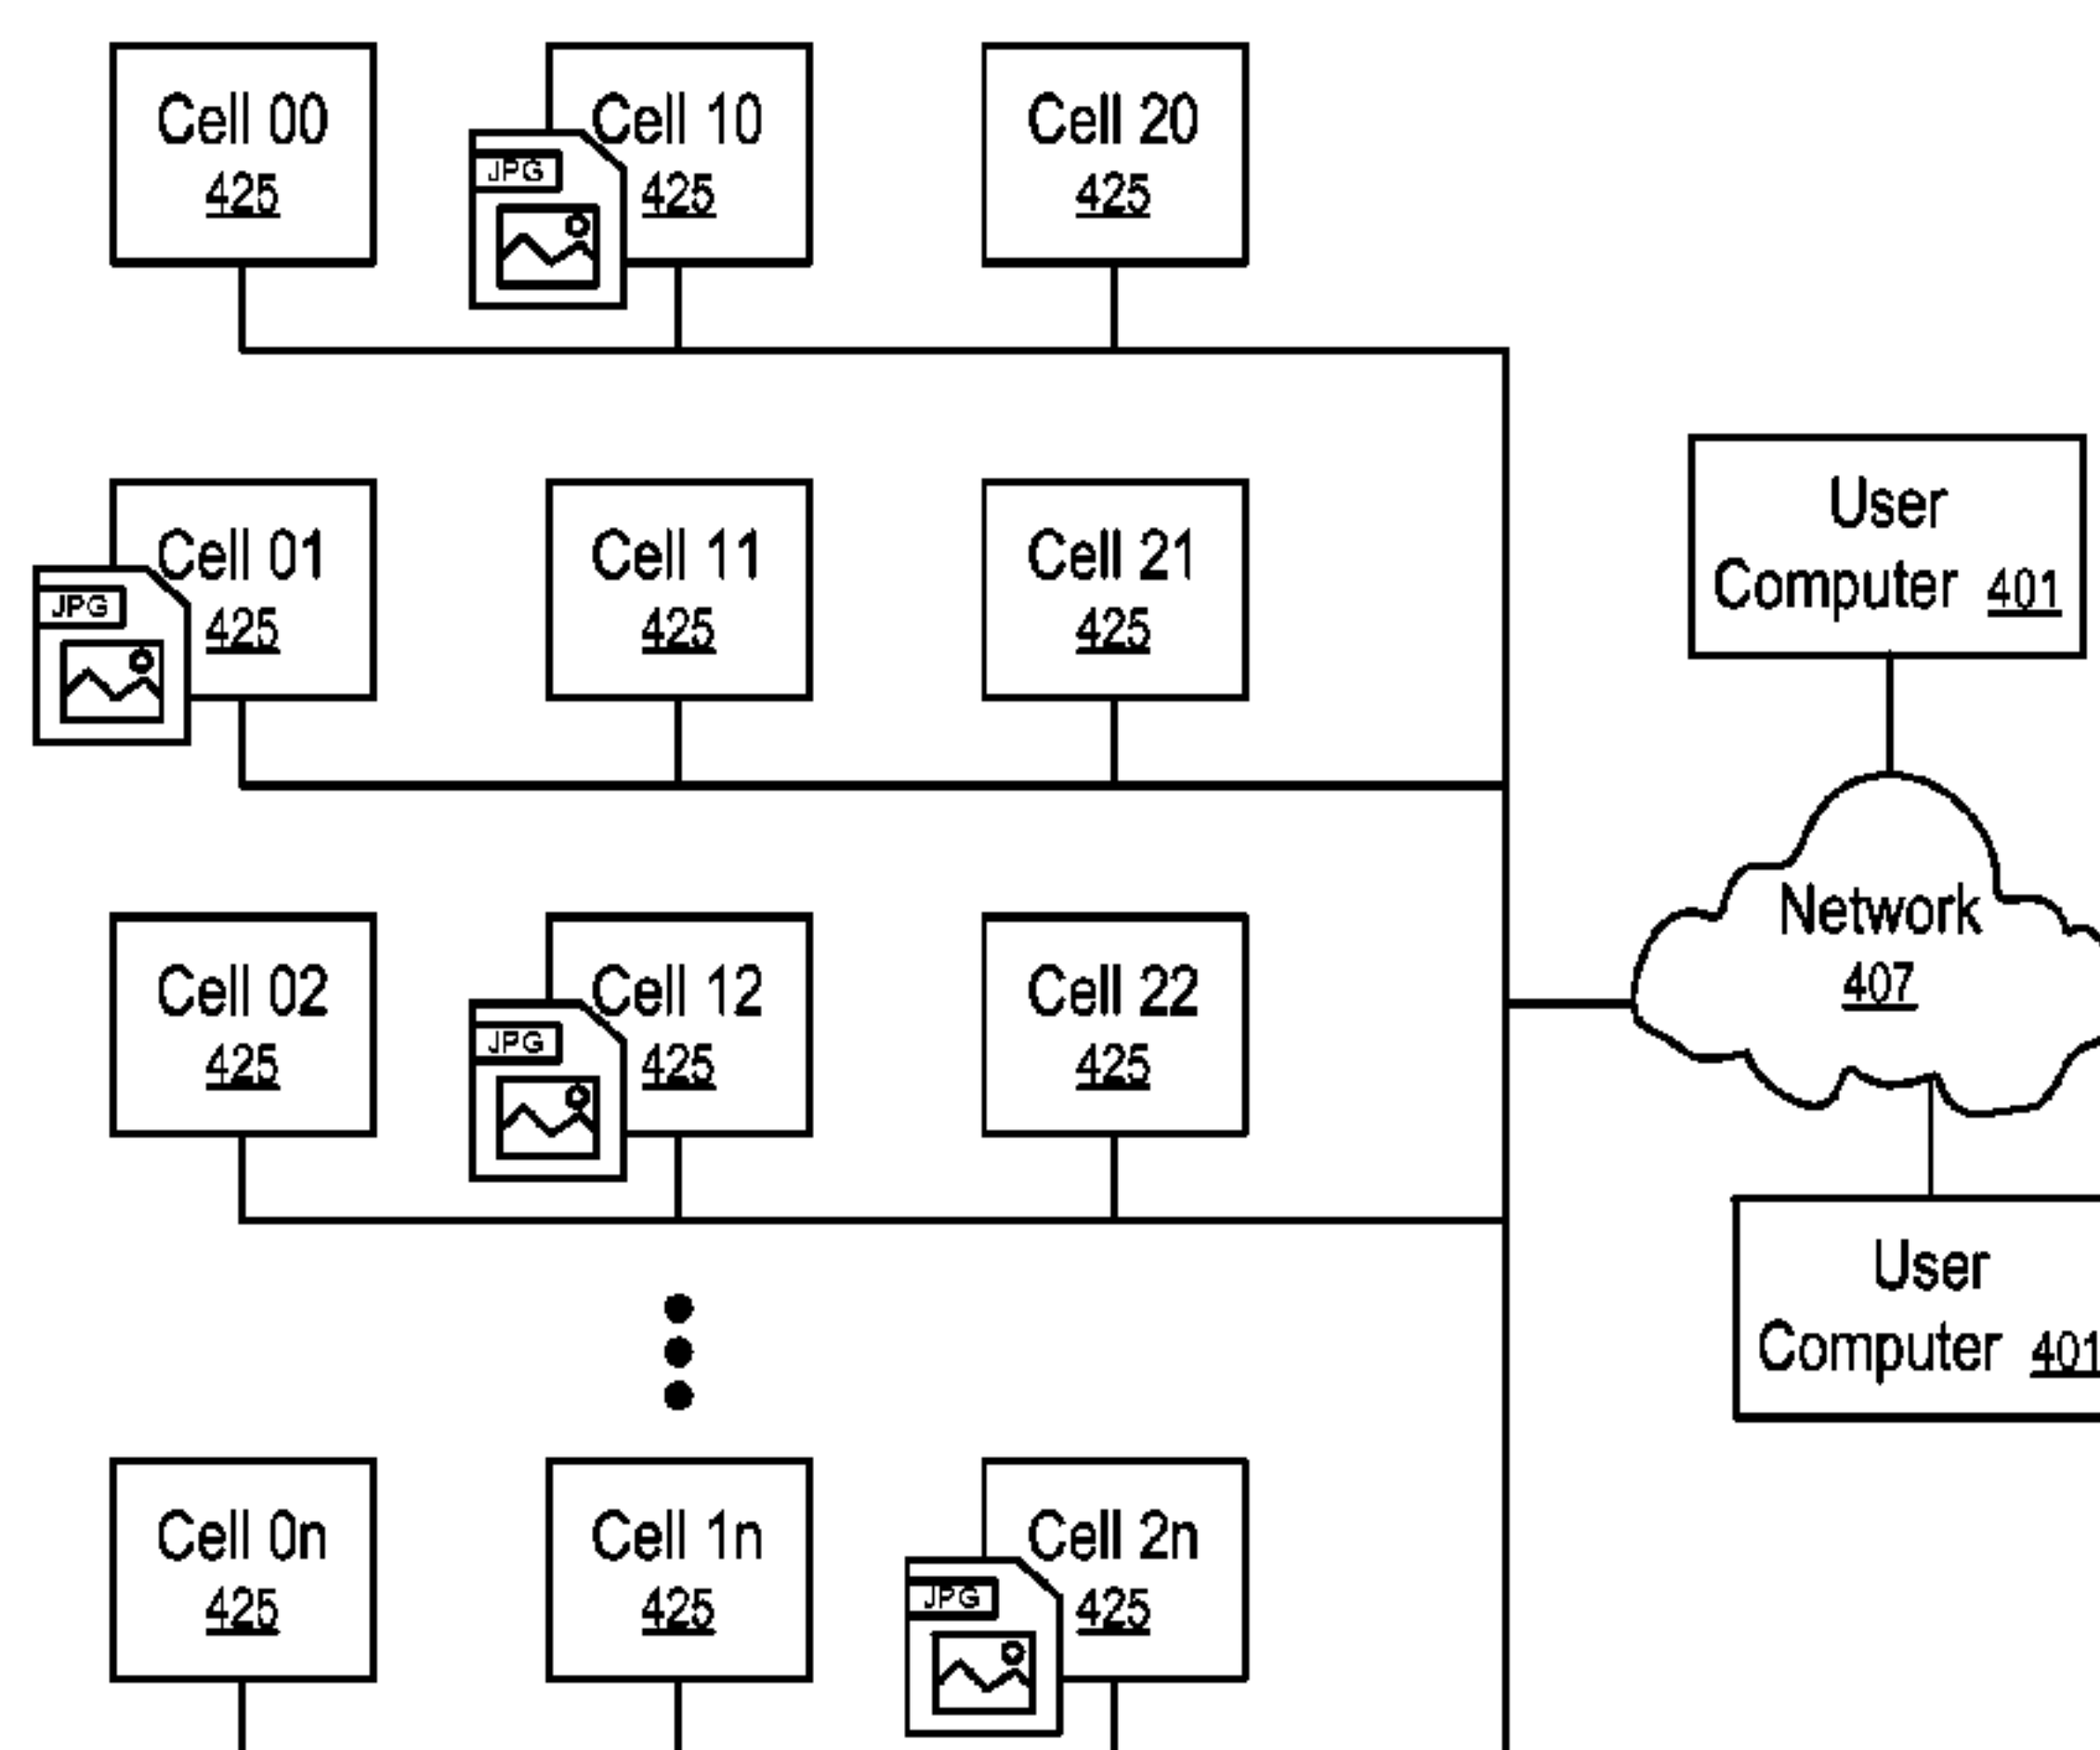 Cell 00
425
JPG
Cell 10
425
Cell 20
425
JPG
Cell 01
425
Cell 11
425
Cell 21
425
User
Computer 401
Network
407
Cell 02
425
JPG
Cell 12
425
Cell 22
425
User
Computer 401
Cell 0n
425
Cell 1n
425
JPG
Cell 2n
425